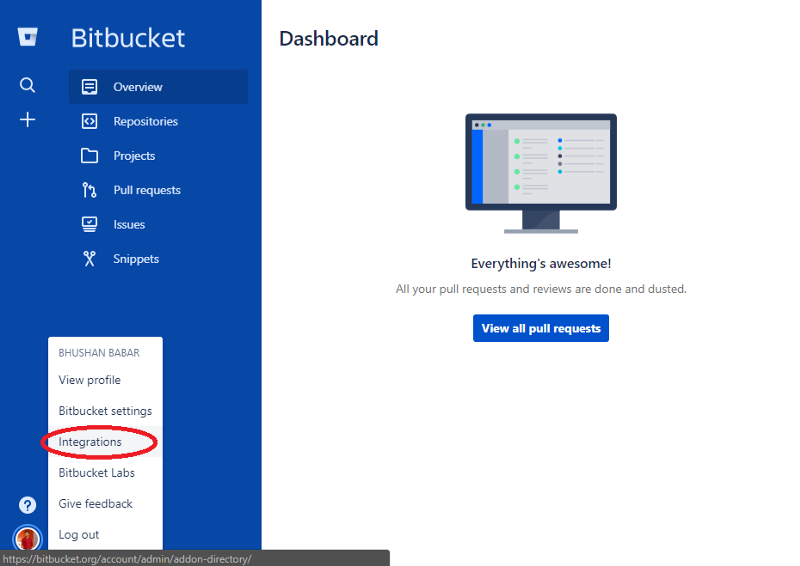 Bitbucket
Overview
Repositories
Projects
Pull requests
Issues
Snippets
BHUSHAN BABAR
View profile
Bitbucket settings
Integrations
Bitbucket Labs
Give feedback
Log out
?
https://bitbucket.org/account/admin/addon-directory/
Dashboard
Everything's awesome!
All your pull requests and reviews are done and dusted.
View all pull requests